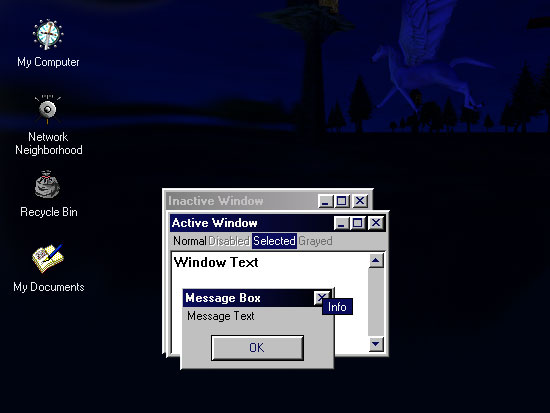 My Computer
Network
Neighborhood
Recycle Bin
My Documents
Inactive Window
Active Window
Normal Disabled Selected Grayed
Window Text
Message Box
Info
Message Text
OK